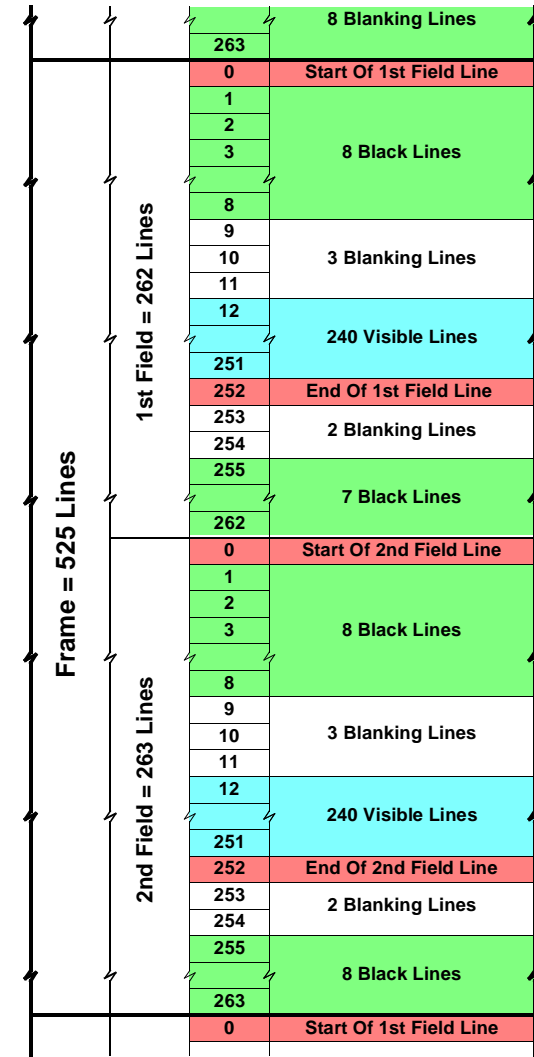 8 Blanking Lines
263
0 Start Of 1st Field Line
1
2
3 8 Black Lines
8
9
10 3 Blanking Lines
11
12
240 Visible Lines
251
252 End Of 1st Field Line
253
2 Blanking Lines
254
255
7 Black Lines
262
0 Start Of 2nd Field Line
1
2
3 8 Black Lines
8
9
10 3 Blanking Lines
11
12
240 Visible Lines
251
252 End Of 2nd Field Line
253
2 Blanking Lines
254
255
8 Black Lines
263
0 Start Of 1st Field Line
1st Field = 262 Lines
2nd Field = 263 Lines
Frame = 525 Lines